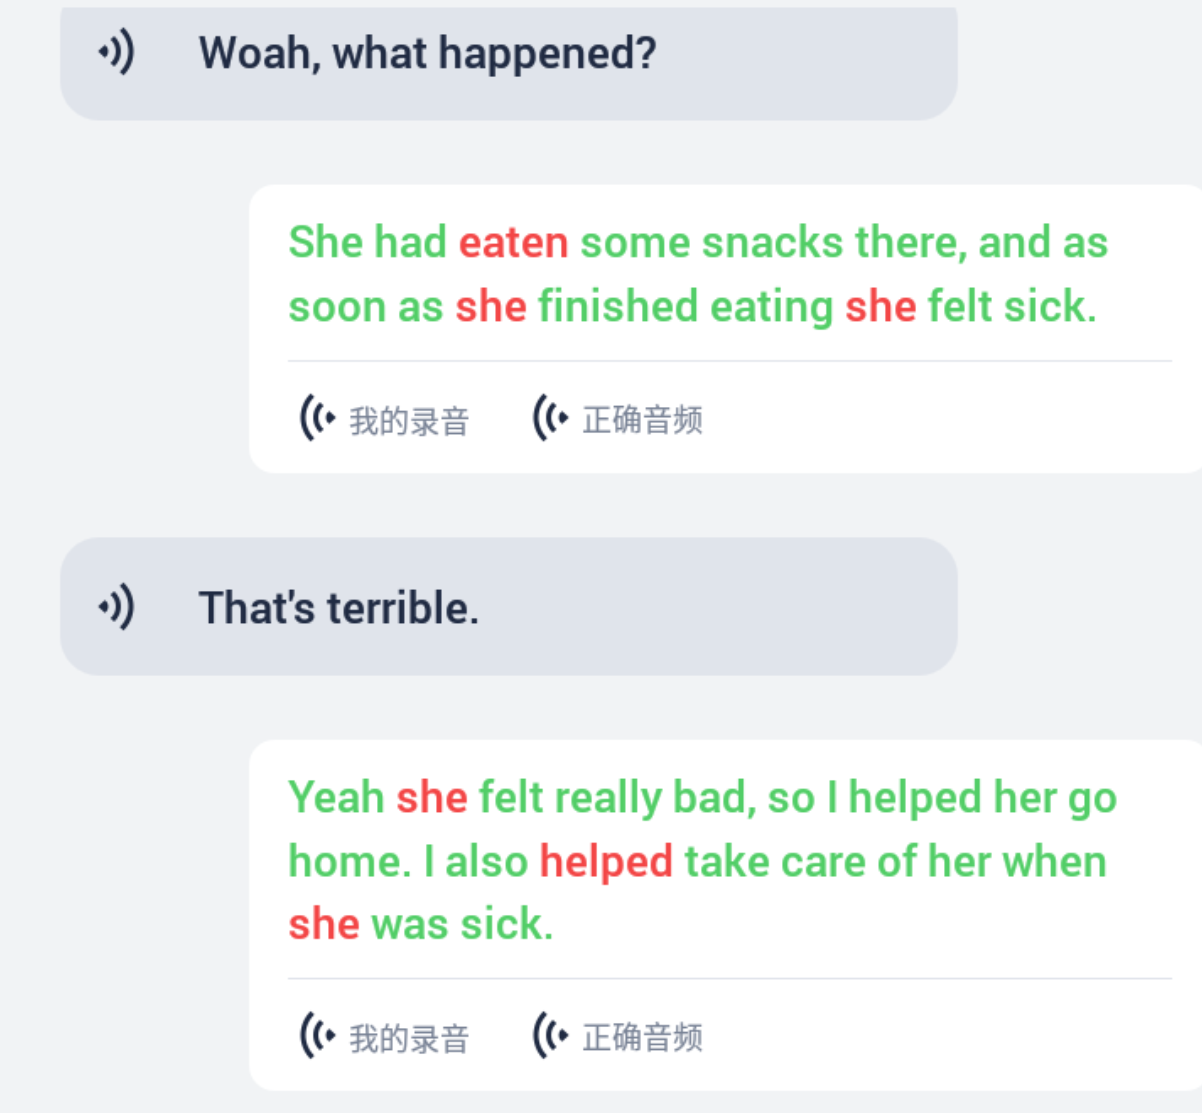 Woah, what happened?
She had eaten some snacks there, and as
soon as she finished eating she felt sick.
我的录音 正确音频
That's terrible.
Yeah she felt really bad, so I helped her go
home. I also helped take care of her when
she was sick.
我的录音 正确音频